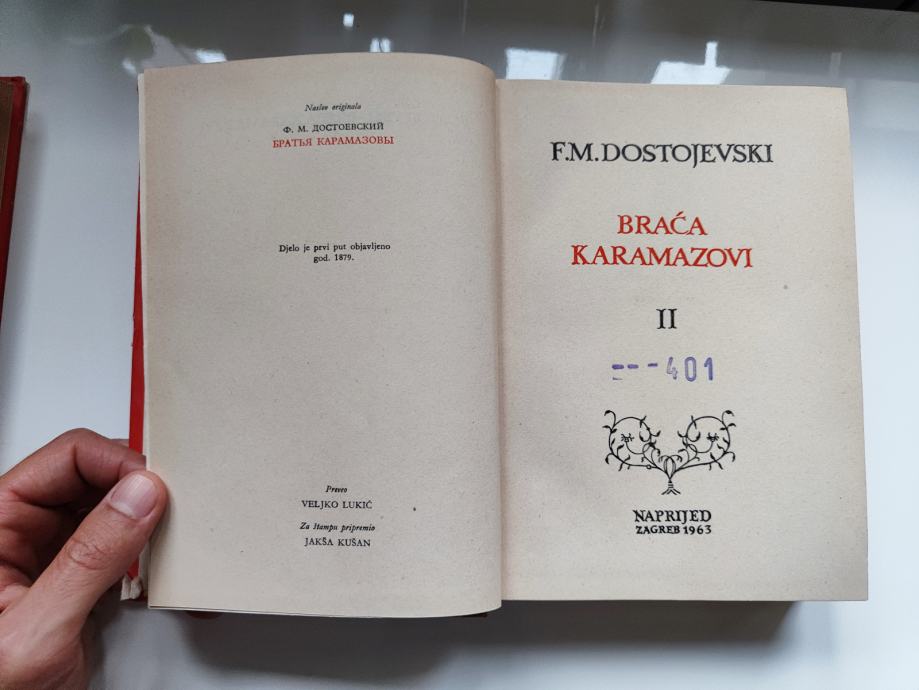 Naslov originala
Ф. М. ДОСТОЕВСКИЙ
БРАТЬЯ КАРАМАЗОВЫ
Djelo je prvi put objavljeno
god. 1879.
Preveo
VELJKO LUKIĆ
Za štampu pripremio
JAKŠA KUŠAN
F.M.DOSTOJEVSKI
BRAĆA
KARAMAZOVI
II
---401
NAPRIJED
ZAGREB 1963